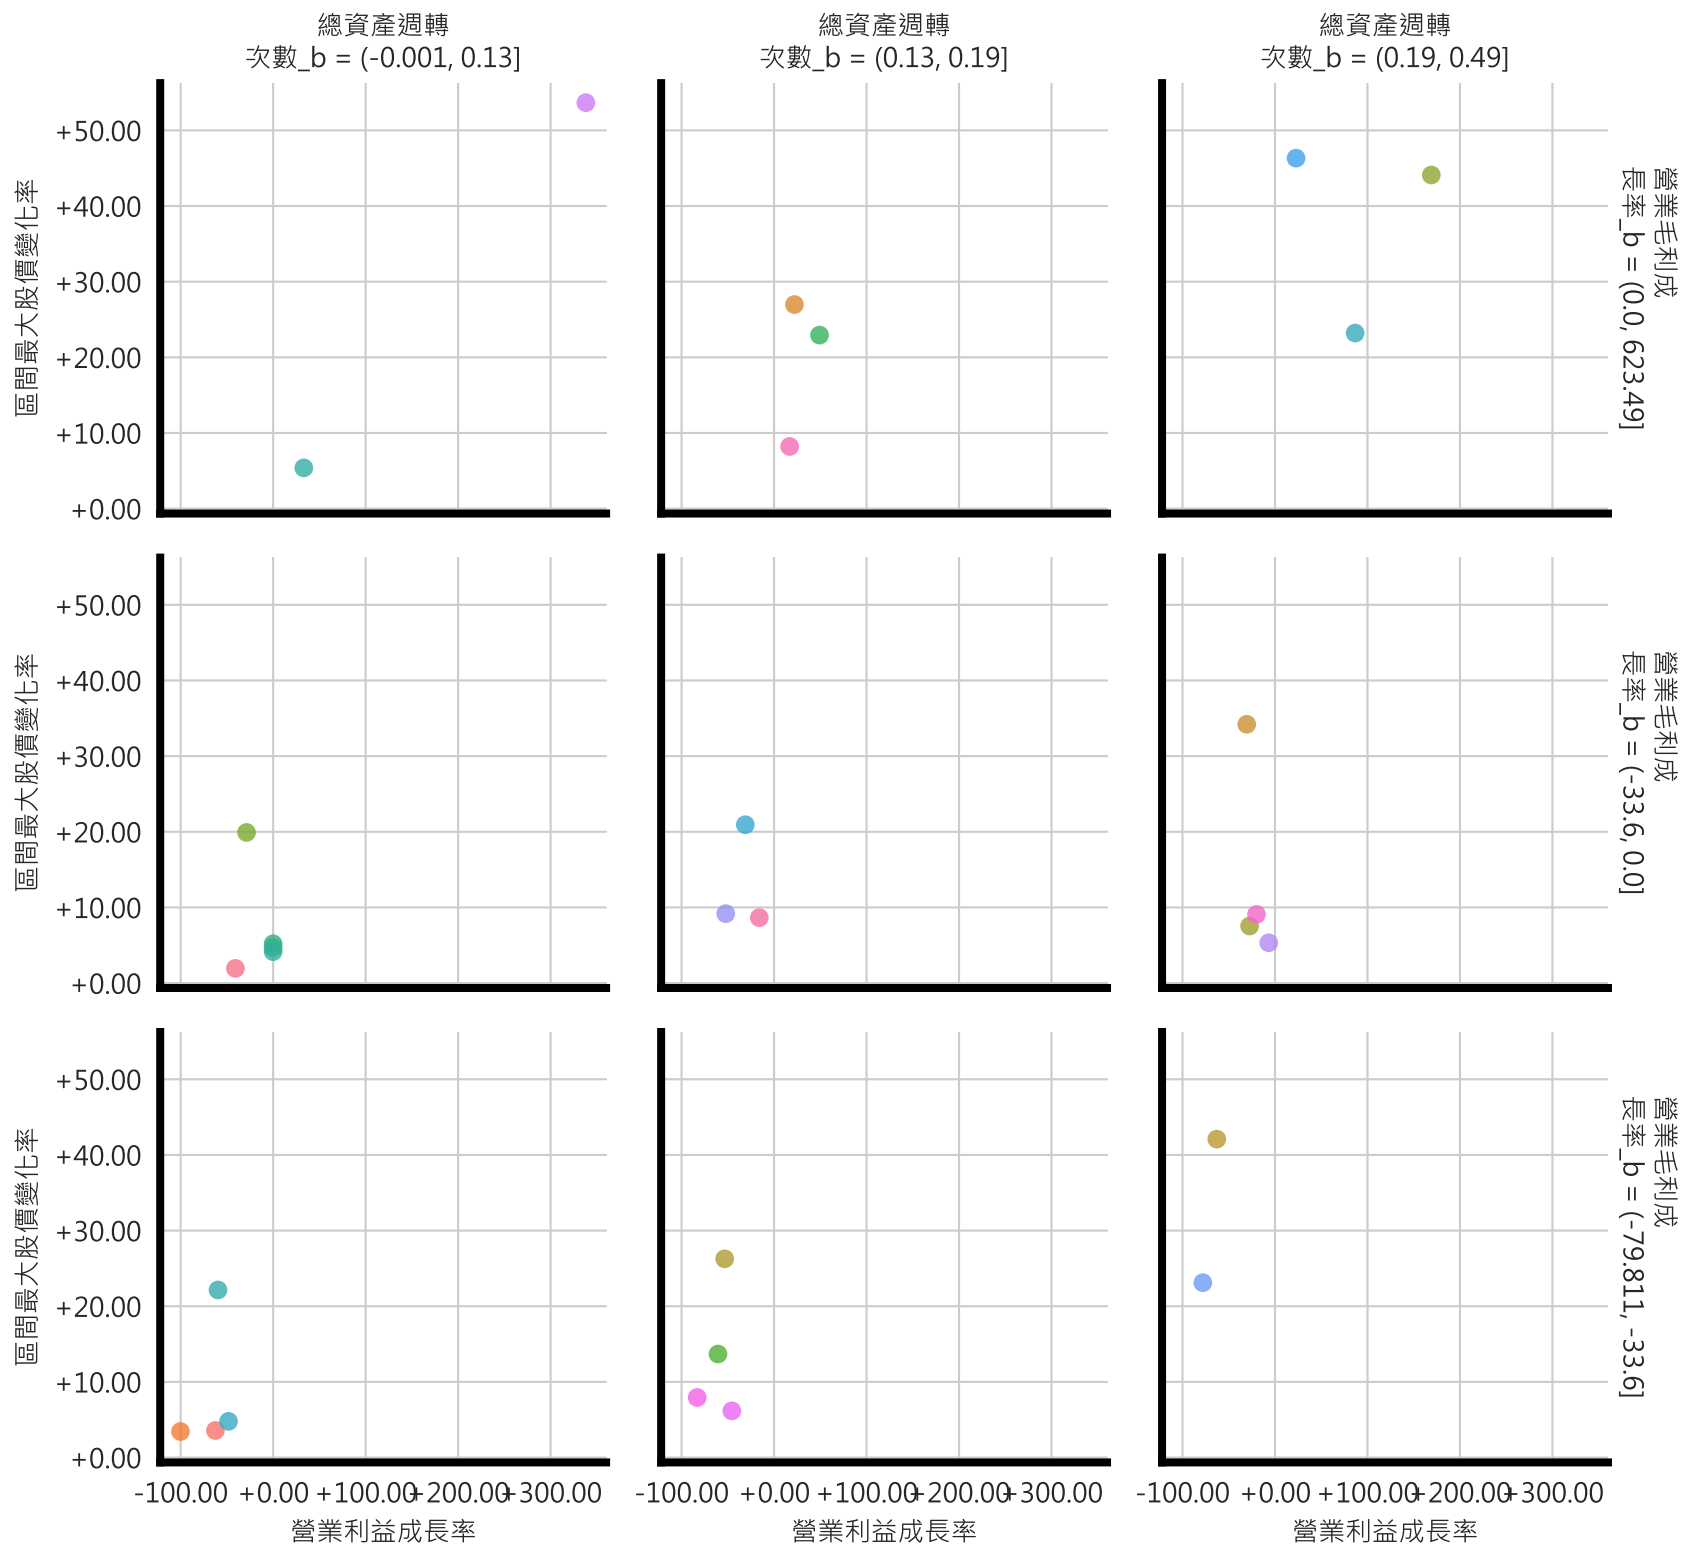 總資產週轉
次數_b = (-0.001, 0.13]
總資產週轉
次數_b = (0.13, 0.19]
總資產週轉
次數_b = (0.19, 0.49]
區間最大股價變化率
+50.00
+40.00
+30.00
+20.00
+10.00
+0.00
營業毛利成
長率_b = (0.0, 623.49]
區間最大股價變化率
+50.00
+40.00
+30.00
+20.00
+10.00
+0.00
營業毛利成
長率_b = (-33.6, 0.0]
區間最大股價變化率
+50.00
+40.00
+30.00
+20.00
+10.00
+0.00
營業毛利成
長率_b = (-79.811, -33.6]
-100.00 +0.00 +100.00 +200.00 +300.00
營業利益成長率
-100.00 +0.00 +100.00 +200.00 +300.00
營業利益成長率
-100.00 +0.00 +100.00 +200.00 +300.00
營業利益成長率